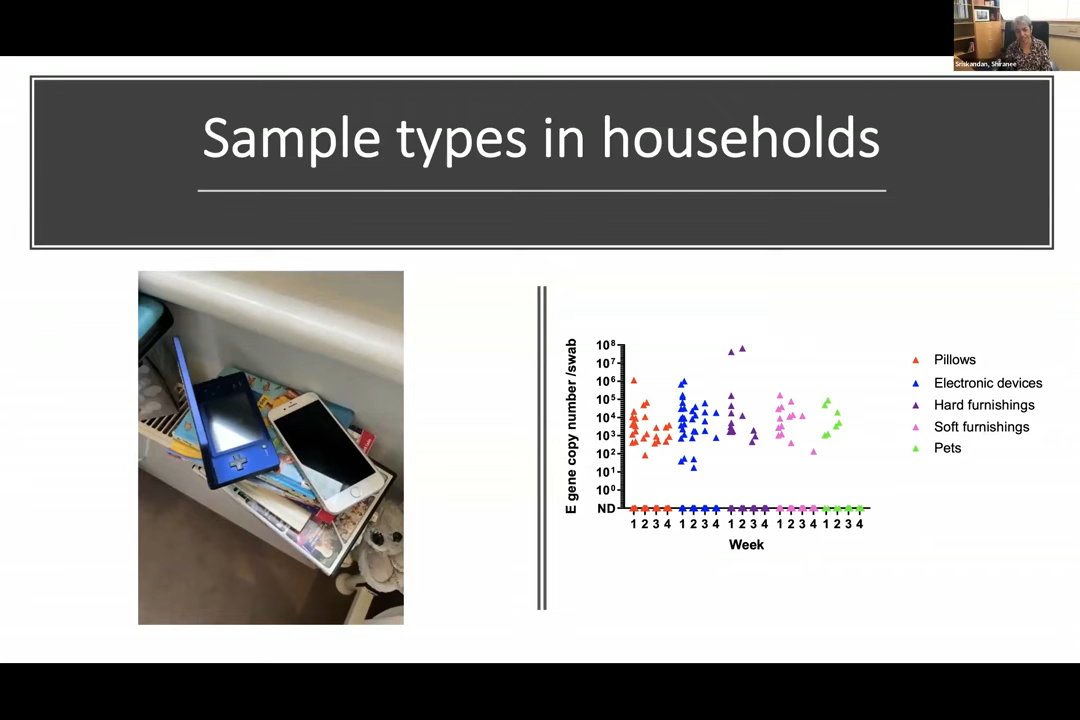 Sriskandan, Shiranee
Sample types in households
E gene copy number /swab
10⁸
10⁷
10⁶
10⁵
10⁴
10³
10²
10¹
10⁰
ND
1 2 3 4 1 2 3 4 1 2 3 4 1 2 3 4 1 2 3 4
Week
Pillows
Electronic devices
Hard furnishings
Soft furnishings
Pets